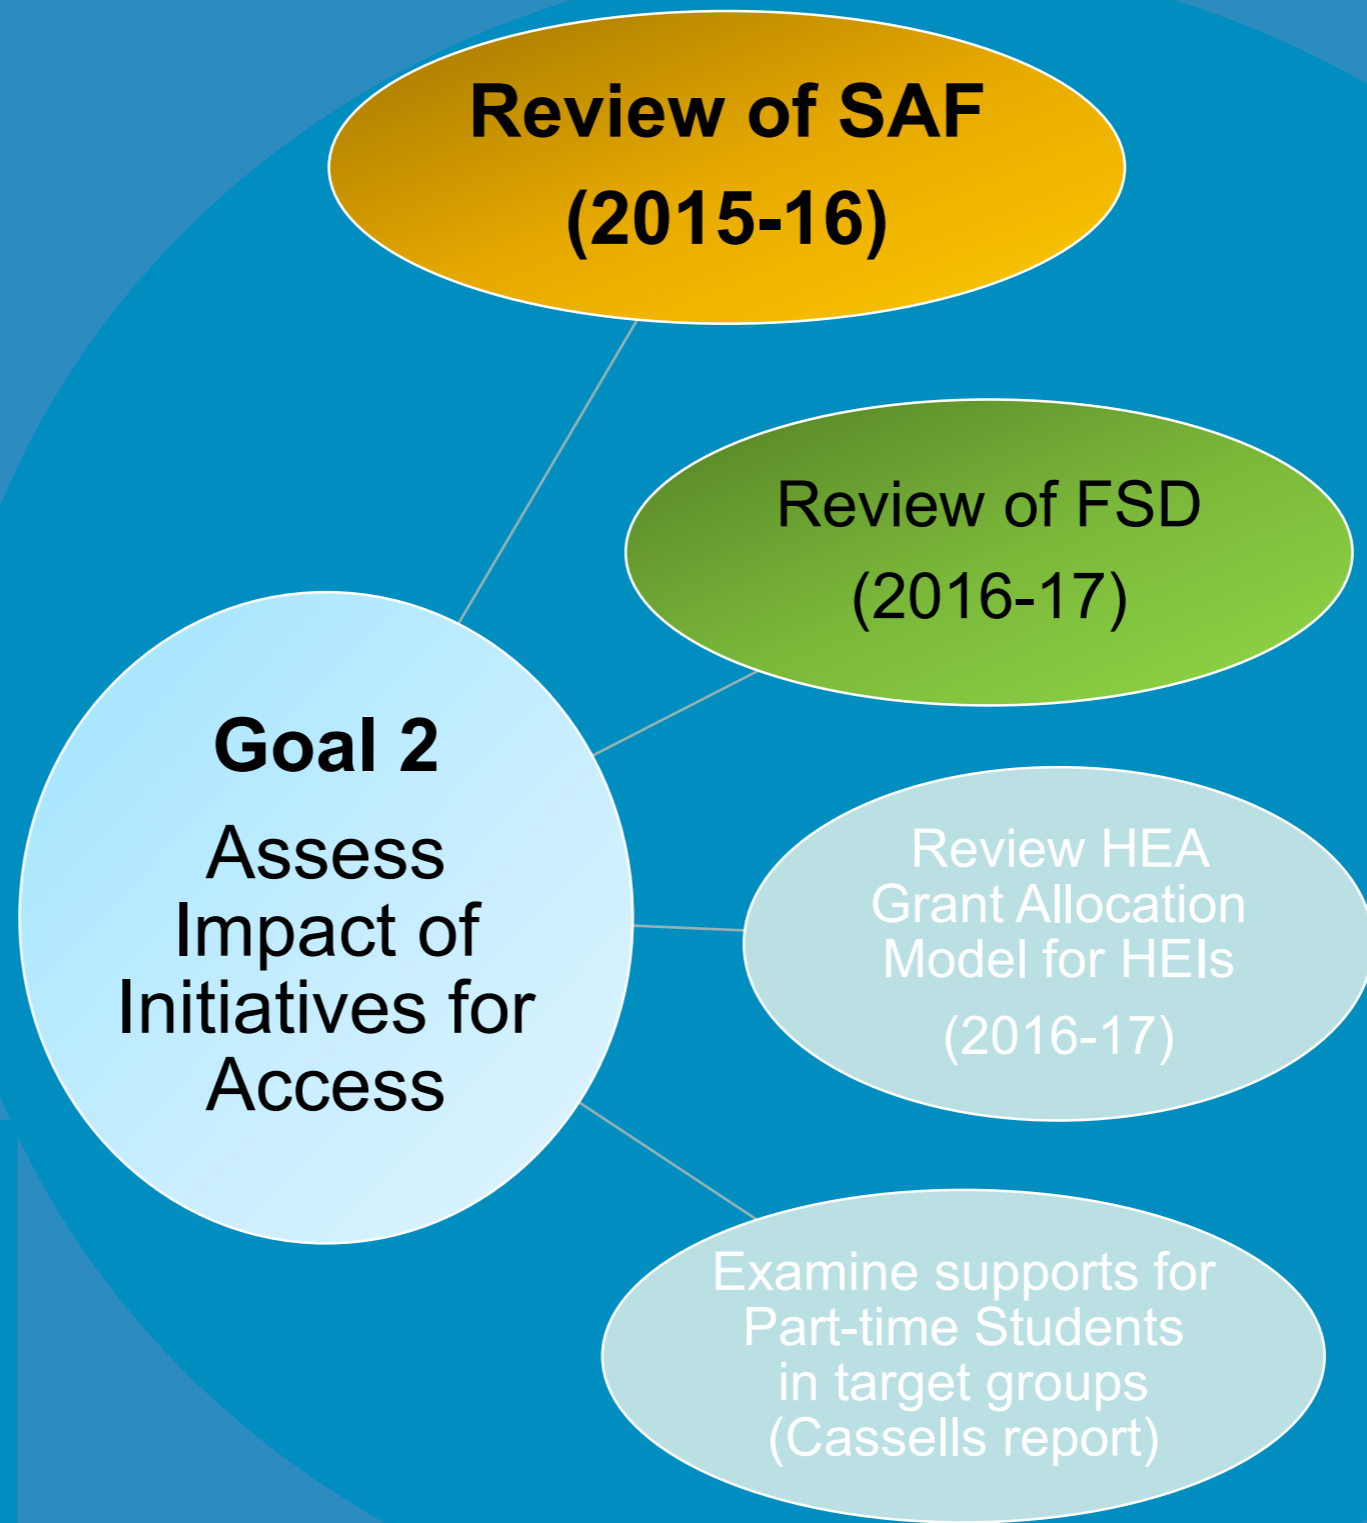 Review of SAF
(2015-16)
Review of FSD
(2016-17)
Goal 2
Assess
Impact of
Initiatives for
Access
Review HEA
Grant Allocation
Model for HEIs
(2016-17)
Examine supports for
Part-time Students
in target groups
(Cassells report)